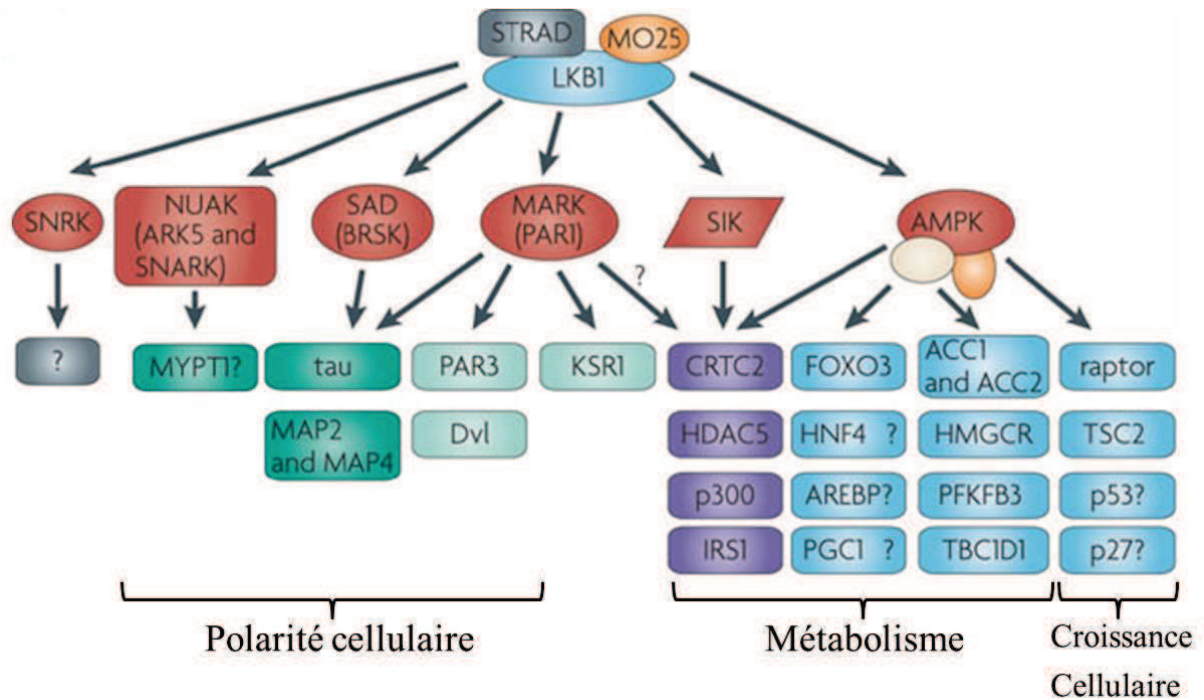 STRAD
MO25
LKB1
SNRK
NUAK
(ARK5 and
SNARK)
SAD
(BRSK)
MARK
(PAR1)
SIK
AMPK
?
?
MYPT1?
tau
PAR3
KSR1
CRTC2
FOXO3
ACC1
and ACC2
raptor
MAP2
and MAP4
Dvl
HDAC5
HNF4 ?
HMGCR
TSC2
p300
AREBP?
PFKFB3
p53?
IRS1
PGC1 ?
TBC1D1
p27?
Polarité cellulaire
Métabolisme
Croissance
Cellulaire